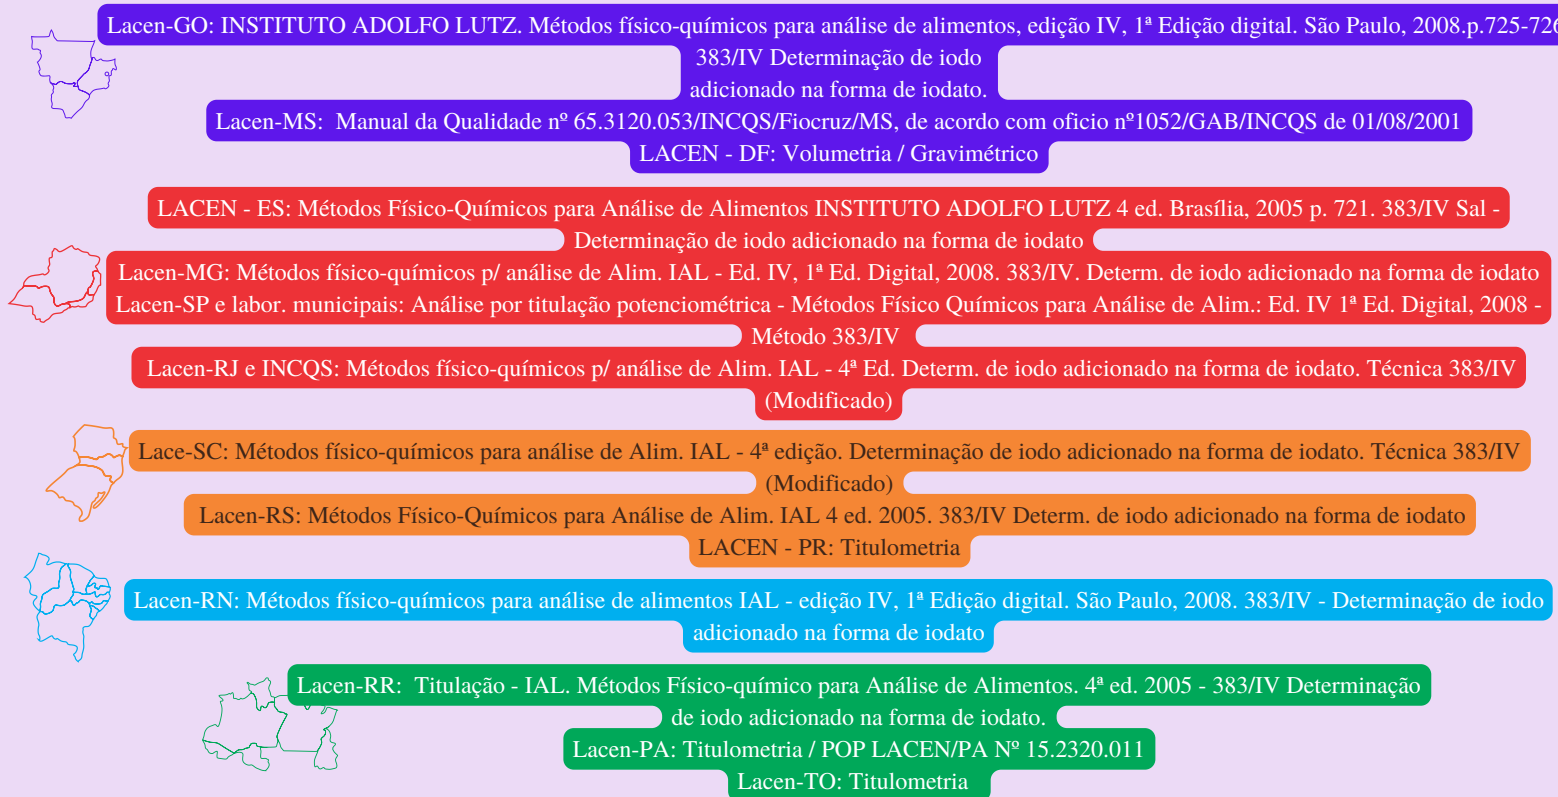 Lacen-GO: INSTITUTO ADOLFO LUTZ. Métodos físico-químicos para análise de alimentos, edição IV, 1ª Edição digital. São Paulo, 2008.p.725-726
383/IV Determinação de iodo
adicionado na forma de iodato.
Lacen-MS:  Manual da Qualidade nº 65.3120.053/INCQS/Fiocruz/MS, de acordo com oficio nº1052/GAB/INCQS de 01/08/2001
LACEN - DF: Volumetria / Gravimétrico
LACEN - ES: Métodos Físico-Químicos para Análise de Alimentos INSTITUTO ADOLFO LUTZ 4 ed. Brasília, 2005 p. 721. 383/IV Sal -
Determinação de iodo adicionado na forma de iodato
Lacen-MG: Métodos físico-químicos p/ análise de Alim. IAL - Ed. IV, 1ª Ed. Digital, 2008. 383/IV. Determ. de iodo adicionado na forma de iodato
Lacen-SP e labor. municipais: Análise por titulação potenciométrica - Métodos Físico Químicos para Análise de Alim.: Ed. IV 1ª Ed. Digital, 2008 -
Método 383/IV
Lacen-RJ e INCQS: Métodos físico-químicos p/ análise de Alim. IAL - 4ª Ed. Determ. de iodo adicionado na forma de iodato. Técnica 383/IV
(Modificado)
Lace-SC: Métodos físico-químicos para análise de Alim. IAL - 4ª edição. Determinação de iodo adicionado na forma de iodato. Técnica 383/IV
(Modificado)
Lacen-RS: Métodos Físico-Químicos para Análise de Alim. IAL 4 ed. 2005. 383/IV Determ. de iodo adicionado na forma de iodato
LACEN - PR: Titulometria
Lacen-RN: Métodos físico-químicos para análise de alimentos IAL - edição IV, 1ª Edição digital. São Paulo, 2008. 383/IV - Determinação de iodo
adicionado na forma de iodato
Lacen-RR:  Titulação - IAL. Métodos Físico-químico para Análise de Alimentos. 4ª ed. 2005 - 383/IV Determinação
de iodo adicionado na forma de iodato.
Lacen-PA: Titulometria / POP LACEN/PA Nº 15.2320.011
Lacen-TO: Titulometria